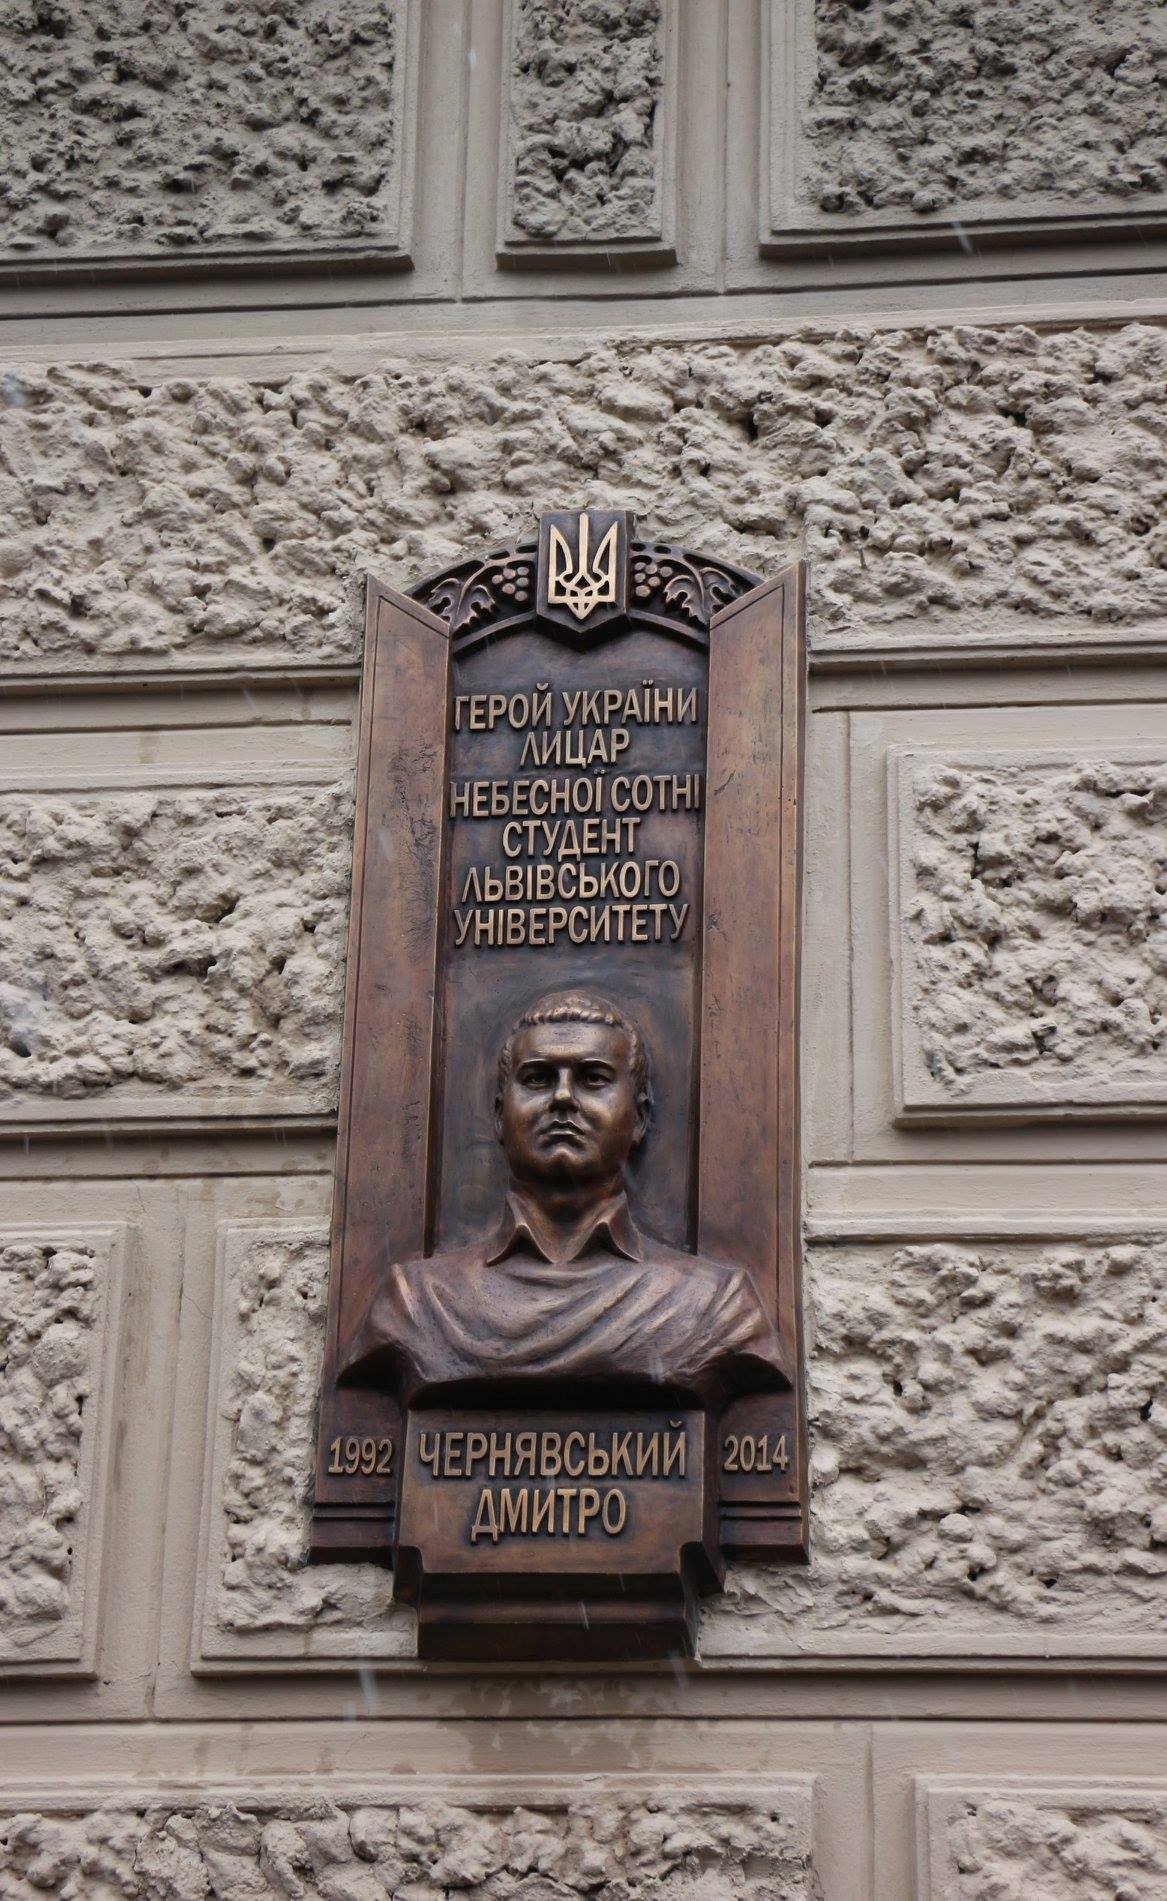 ГЕРОЙ УКРАЇНИ
ЛИЦАР
НЕБЕСНОЇ СОТНІ
СТУДЕНТ
ЛЬВІВСЬКОГО
УНІВЕРСИТЕТУ
1992 ЧЕРНЯВСЬКИЙ 2014
ДМИТРО